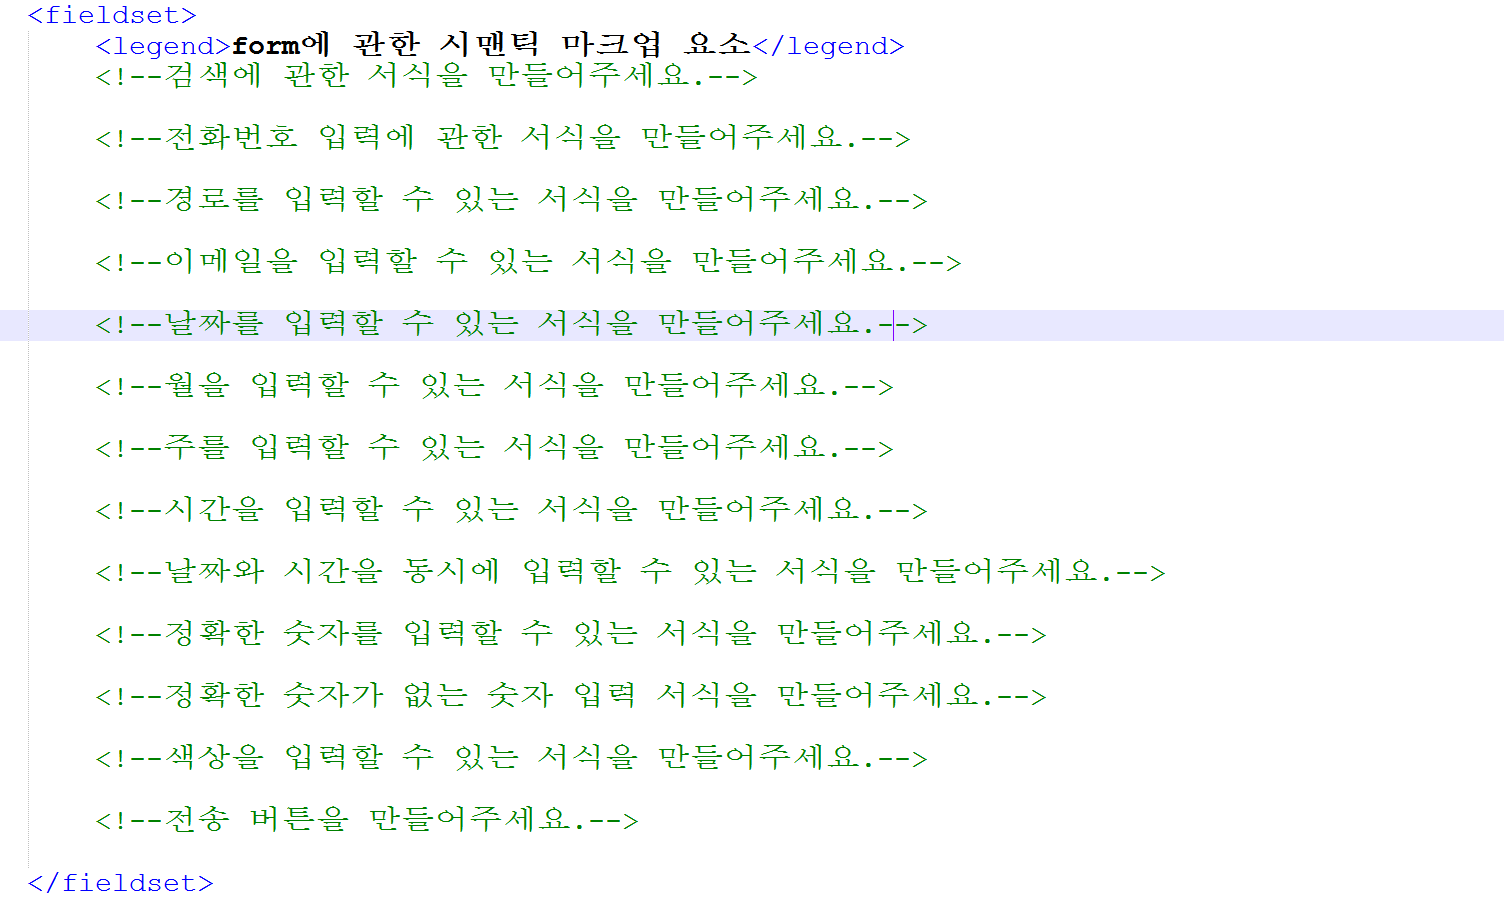 <fieldset>
<legend>form에 관한 시맨틱 마크업 요소</legend>
<!--검색에 관한 서식을 만들어주세요.-->
<!--전화번호 입력에 관한 서식을 만들어주세요.-->
<!--경로를 입력할 수 있는 서식을 만들어주세요.-->
<!--이메일을 입력할 수 있는 서식을 만들어주세요.-->
<!--날짜를 입력할 수 있는 서식을 만들어주세요.-->
<!--월을 입력할 수 있는 서식을 만들어주세요.-->
<!--주를 입력할 수 있는 서식을 만들어주세요.-->
<!--시간을 입력할 수 있는 서식을 만들어주세요.-->
<!--날짜와 시간을 동시에 입력할 수 있는 서식을 만들어주세요.-->
<!--정확한 숫자를 입력할 수 있는 서식을 만들어주세요.-->
<!--정확한 숫자가 없는 숫자 입력 서식을 만들어주세요.-->
<!--색상을 입력할 수 있는 서식을 만들어주세요.-->
<!--전송 버튼을 만들어주세요.-->
</fieldset>